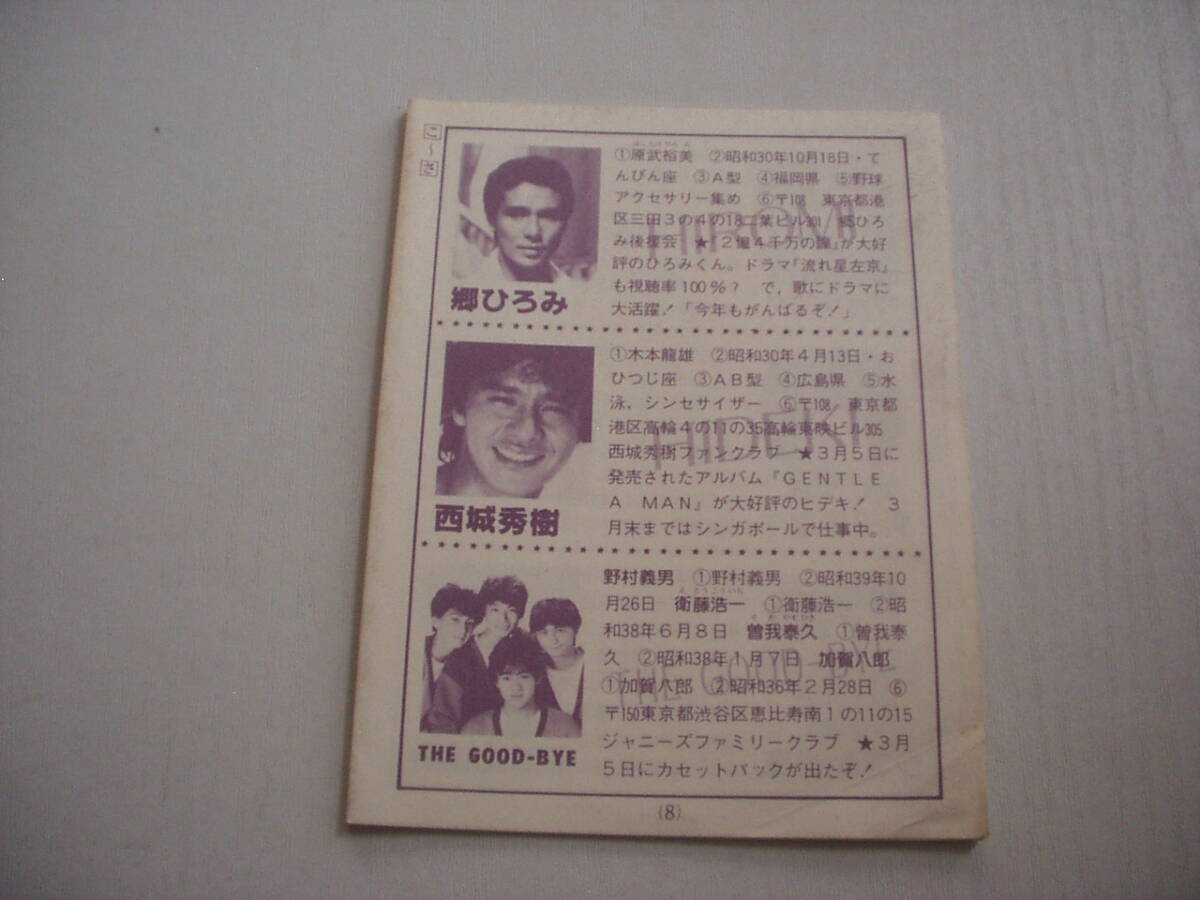 こ～さ
①原武裕美 ②昭和30年10月18日・て
んびん座 ③A型 ④福岡県 ⑤野球
アクセサリー集め ⑥〒108 東京都港
区三田3の4の18二葉ビル301 郷ひろ
み後援会 ★『2億4千万の瞳』が大好
評のひろみくん。ドラマ『流れ星左京』
も視聴率100%? で,歌にドラマに
大活躍!「今年もがんばるぞ!」
郷ひろみ
HIROMI
①木本龍雄 ②昭和30年4月13日・お
ひつじ座 ③AB型 ④広島県 ⑤水
泳,シンセサイザー ⑥〒108 東京都
港区高輪4の11の35高輪東映ビル305
西城秀樹ファンクラブ ★3月5日に
発売されたアルバム『GENTLE
A MAN』が大好評のヒデキ! 3
月末まではシンガポールで仕事中。
西城秀樹
HIDEKI
野村義男 ①野村義男 ②昭和39年10
月26日 衛藤浩一 ①衛藤浩一 ②昭
和38年6月8日 曽我泰久 ①曽我泰
久 ②昭和38年1月7日 加賀八郎
①加賀八郎 ②昭和36年2月28日 ⑥
〒150東京都渋谷区恵比寿南1の11の15
ジャニーズファミリークラブ ★3月
5日にカセットパックが出たぞ!
THE GOOD-BYE
THE GOOD-BYE
(8)